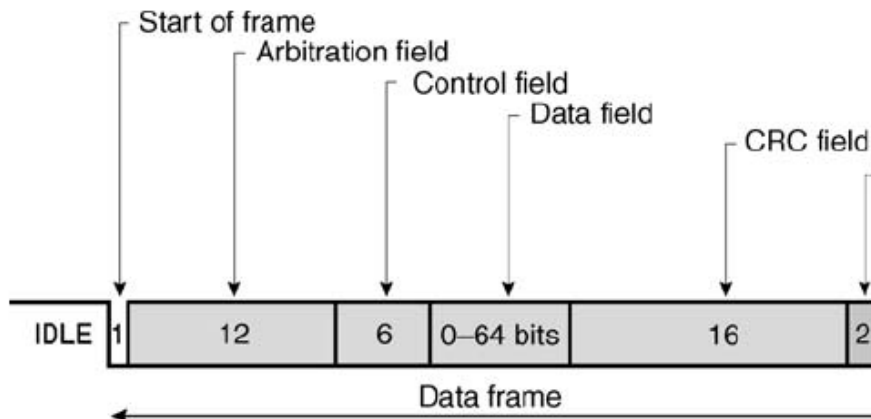 Start of frame
Arbitration field
Control field
Data field
CRC field
IDLE 1 12 6 0–64 bits 16 2
Data frame